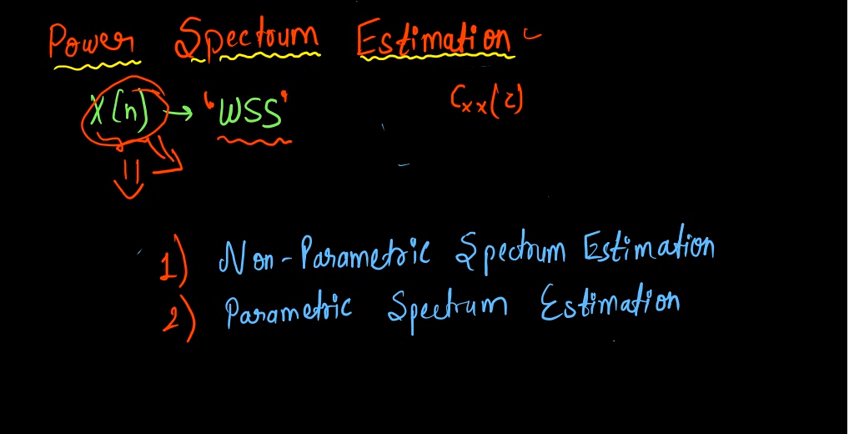 Power Spectrum Estimation
X[n] → 'WSS' Cxx(z)
1) Non-Parametric Spectrum Estimation
2) Parametric Spectrum Estimation